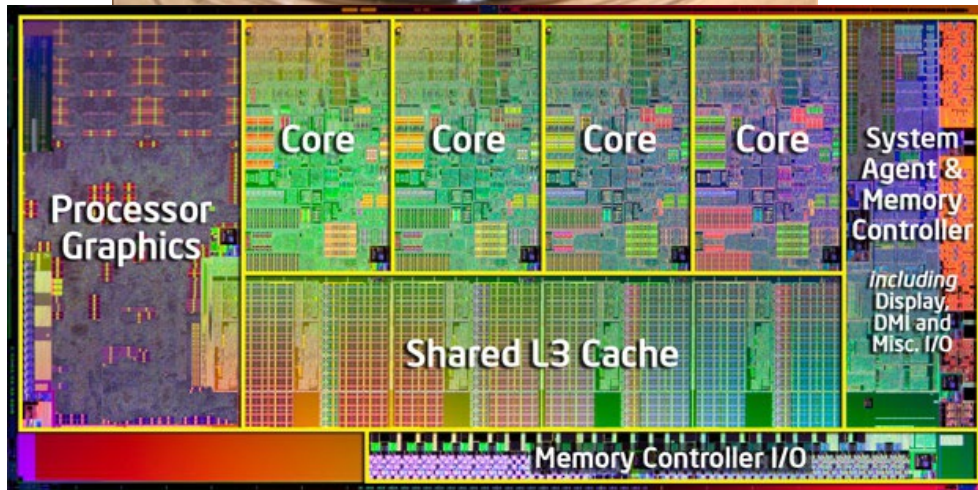 Processor
Graphics
Core
Core
Core
Core
System
Agent &
Memory
Controller
including
Display,
DMI and
Misc. I/O
Shared L3 Cache
Memory Controller I/O